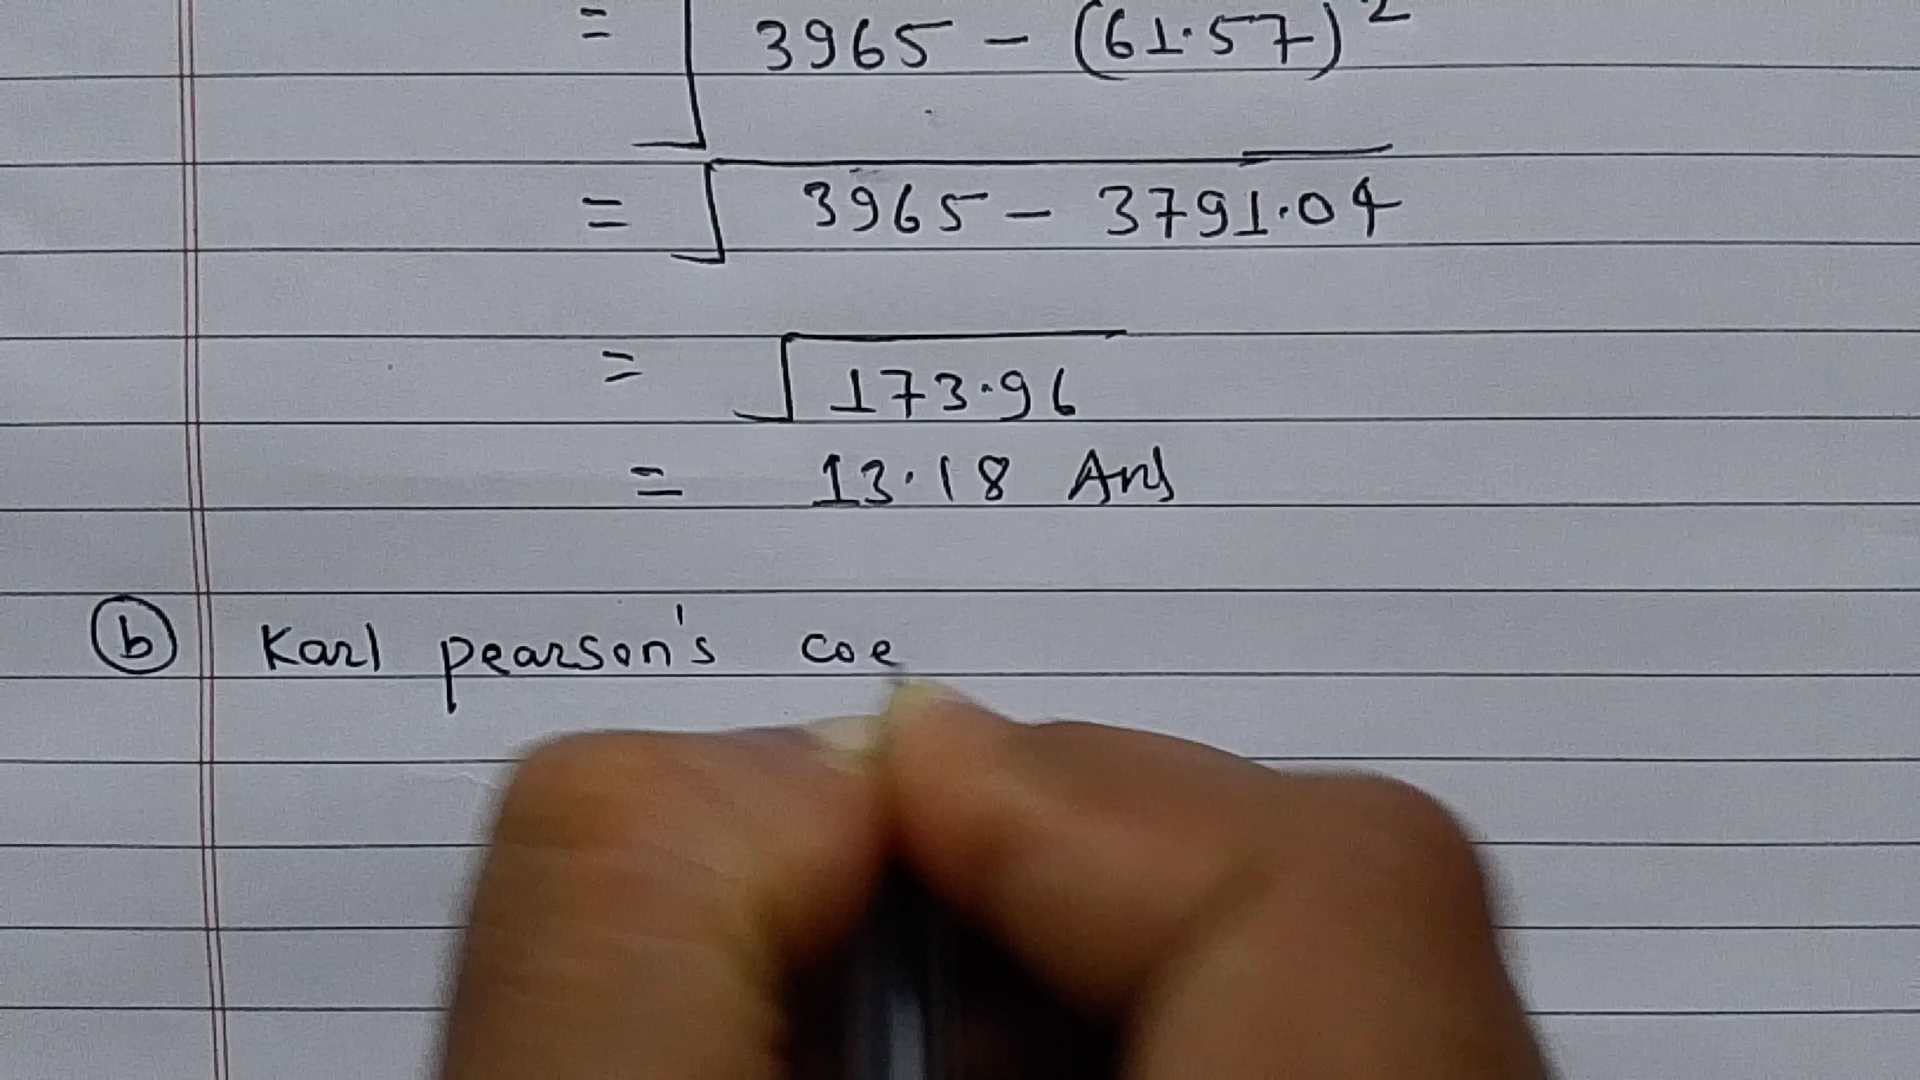 = √3965 - (61.57)²
= √3965 - 3791.04
= √173.96
= 13.18 Ans
(b) Karl pearson's coe